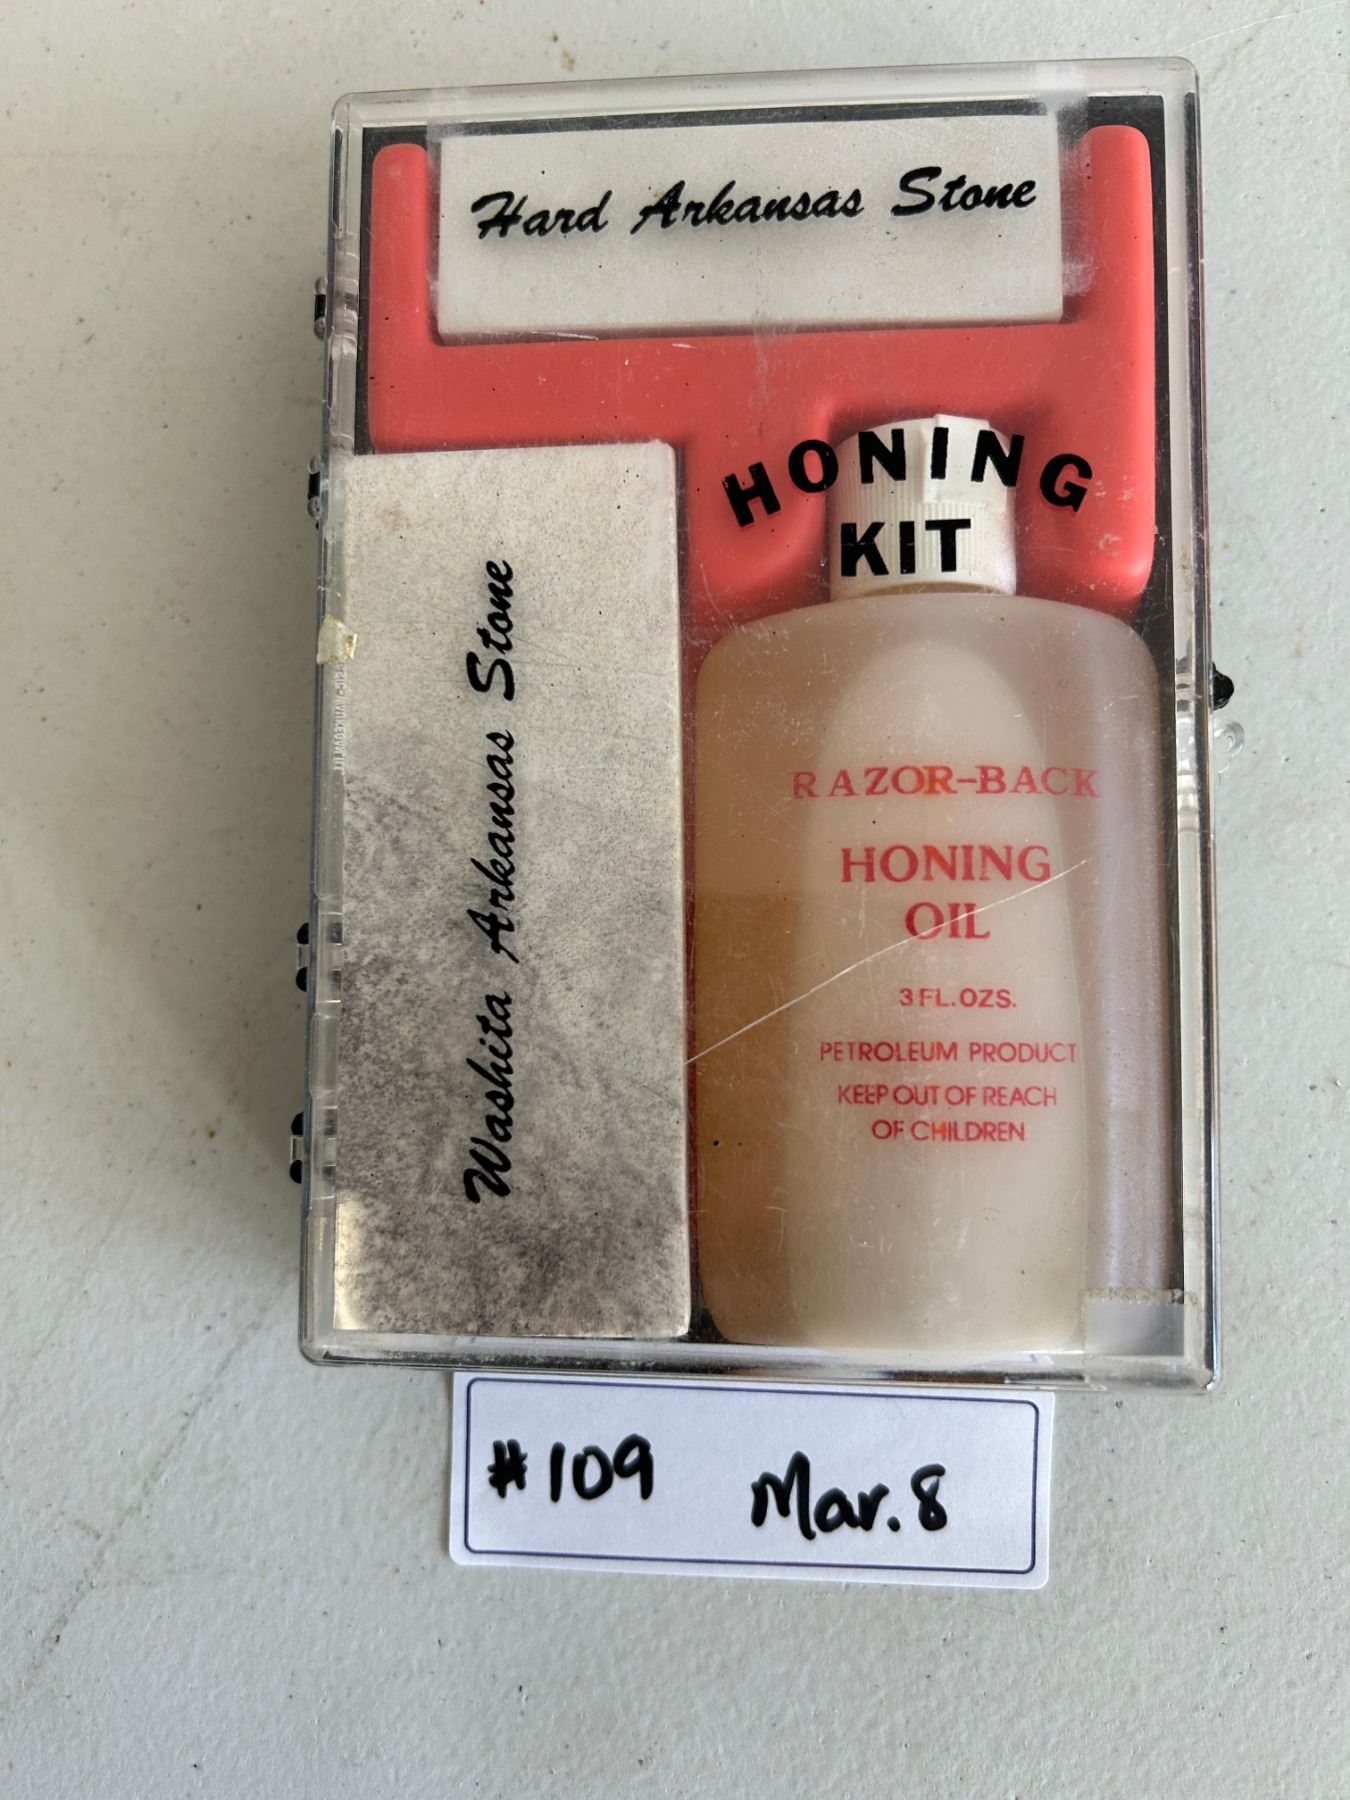 Hard Arkansas Stone
HONING
KIT
Washita Arkansas Stone
RAZOR-BACK
HONING
OIL
3 FL. OZS.
PETROLEUM PRODUCT
KEEP OUT OF REACH
OF CHILDREN
#109 Mar. 8